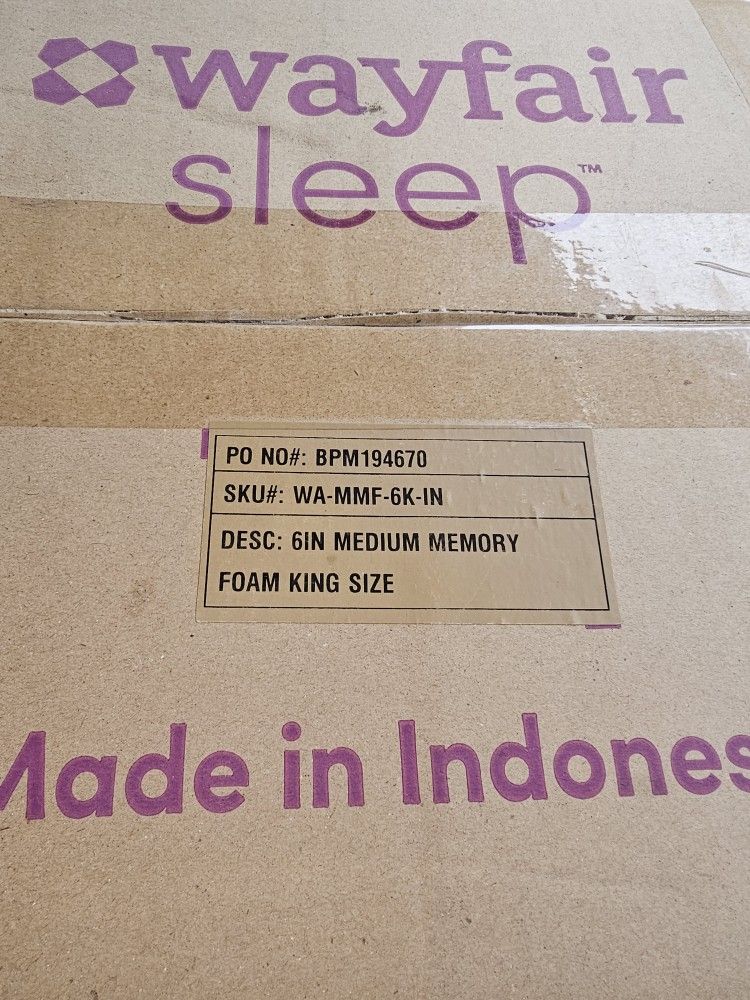 wayfair
sleep™
PO NO#: BPM194670
SKU#: WA-MMF-6K-IN
DESC: 6IN MEDIUM MEMORY
FOAM KING SIZE
Made in Indones